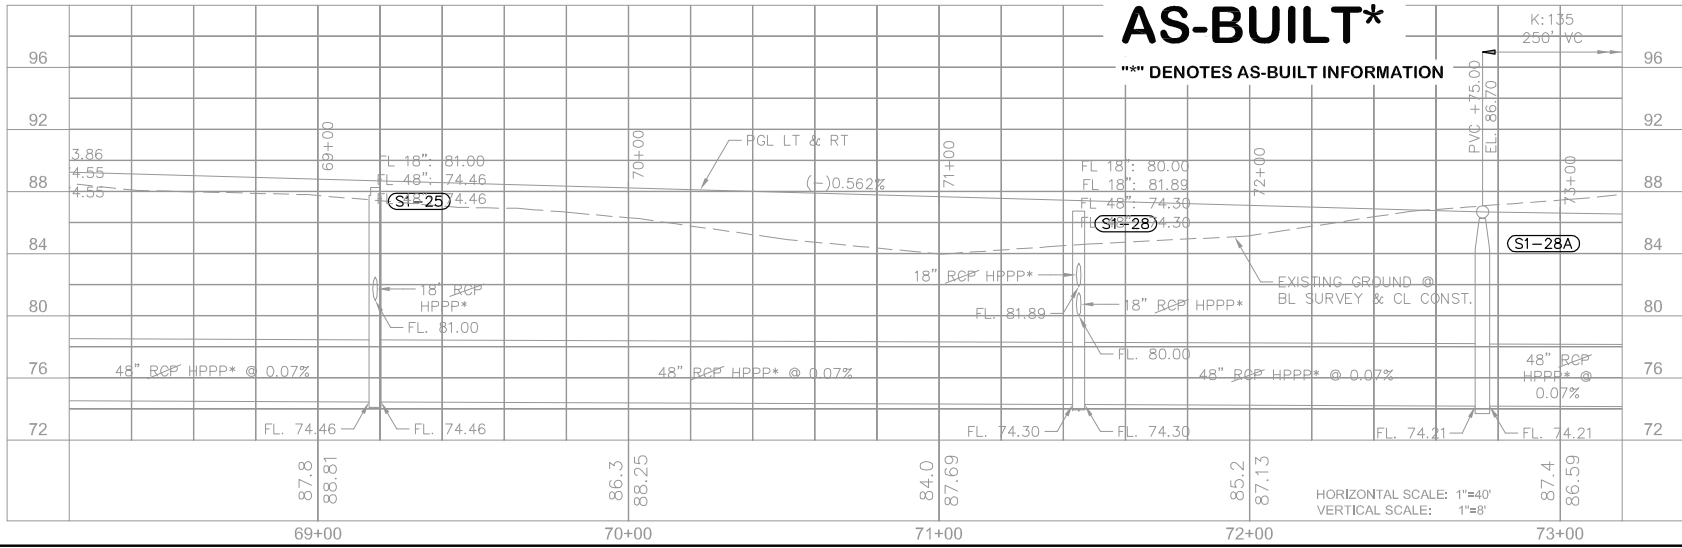 AS-BUILT*
"*" DENOTES AS-BUILT INFORMATION
K:135
250' VC
PVC +75.00
EL. 86.70
96
96
92
92
88
88
84
84
80
80
76
76
72
72
3.86
4.55
4.55
69+00
70+00
71+00
72+00
73+00
FL 18": 81.00
FL 48": 74.46
FL 48": 74.46
S1-25
PGL LT & RT
(-)0.562%
FL 18": 80.00
FL 18": 81.89
FL 48": 74.30
FL 48": 74.30
S1-28
S1-28A
18" RCP
HPPP*
FL. 81.00
18" RCP HPPP*
FL. 81.89
18" RCP HPPP*
FL. 80.00
EXISTING GROUND @
BL SURVEY & CL CONST.
48" RCP HPPP* @ 0.07%
48" RCP HPPP* @ 0.07%
48" RCP HPPP* @ 0.07%
48" RCP
HPPP* @
0.07%
FL. 74.46
FL. 74.46
FL. 74.30
FL. 74.30
FL. 74.21
FL. 74.21
87.8
88.81
86.3
88.25
84.0
87.69
85.2
87.13
87.4
86.59
HORIZONTAL SCALE: 1"=40'
VERTICAL SCALE: 1"=8'
69+00
70+00
71+00
72+00
73+00